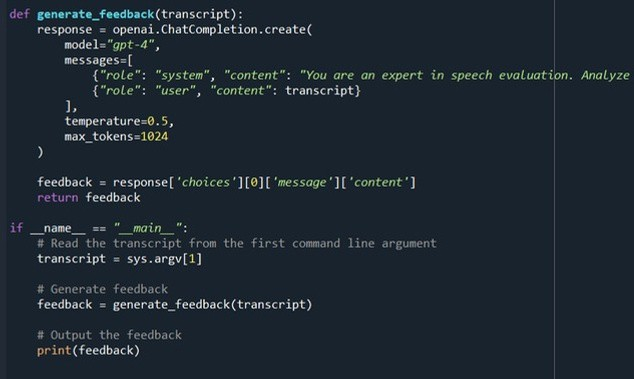 def generate_feedback(transcript):
    response = openai.ChatCompletion.create(
        model="gpt-4",
        messages=[
            {"role": "system", "content": "You are an expert in speech evaluation. Analyze
            {"role": "user", "content": transcript}
        ],
        temperature=0.5,
        max_tokens=1024
    )
    feedback = response['choices'][0]['message']['content']
    return feedback
if __name__ == "__main__":
    # Read the transcript from the first command line argument
    transcript = sys.argv[1]
    # Generate feedback
    feedback = generate_feedback(transcript)
    # Output the feedback
    print(feedback)